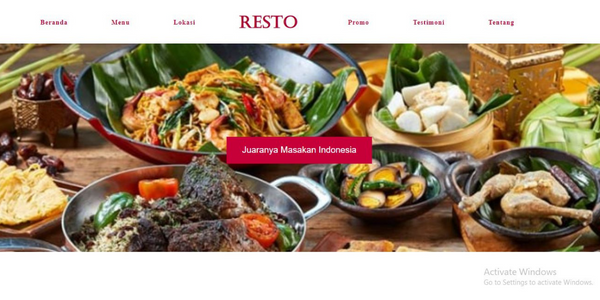 Beranda
Menu
Lokasi
RESTO
Promo
Testimoni
Tentang
Juaranya Masakan Indonesia
Activate Windows
Go to Settings to activate Windows.